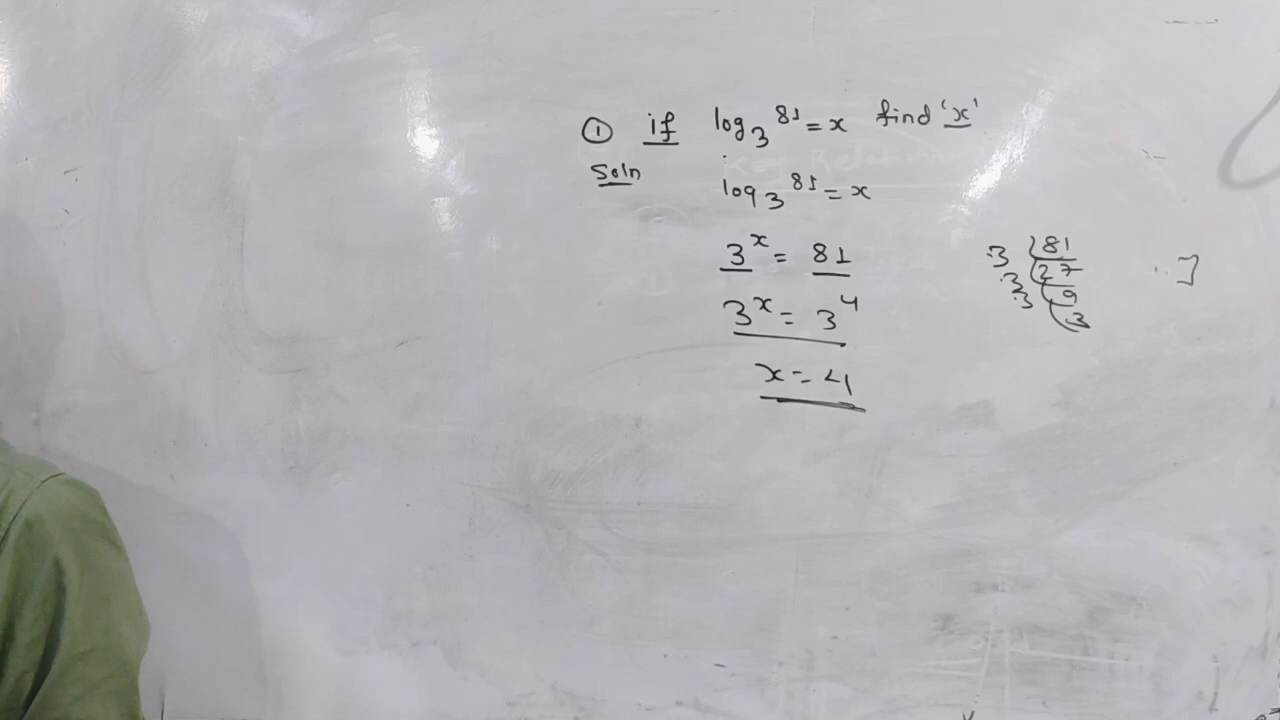 ① if log₃ 81 = x find 'x'
Soln
log₃ 81 = x
3ˣ = 81
3ˣ = 3⁴
x = 4
3 81
3 27
3 9
3